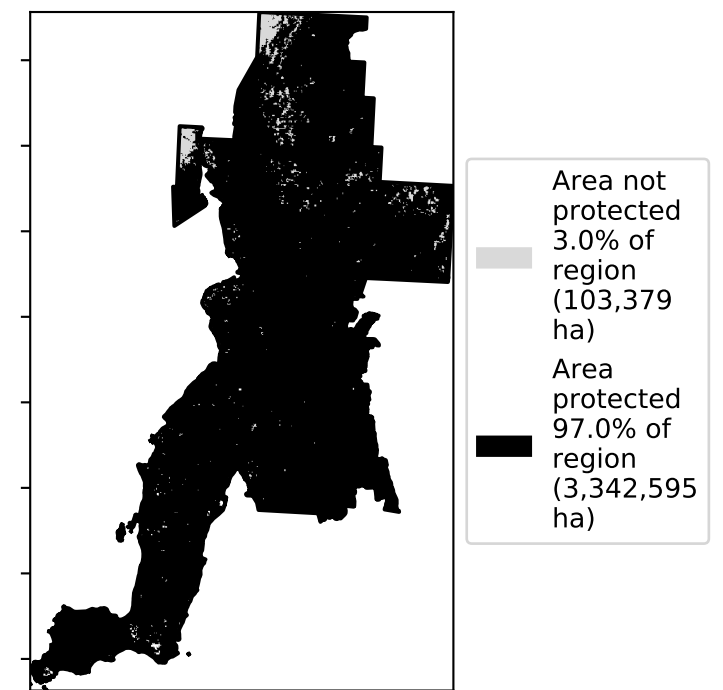 Area not
protected
3.0% of
region
(103,379
ha)
Area
protected
97.0% of
region
(3,342,595
ha)